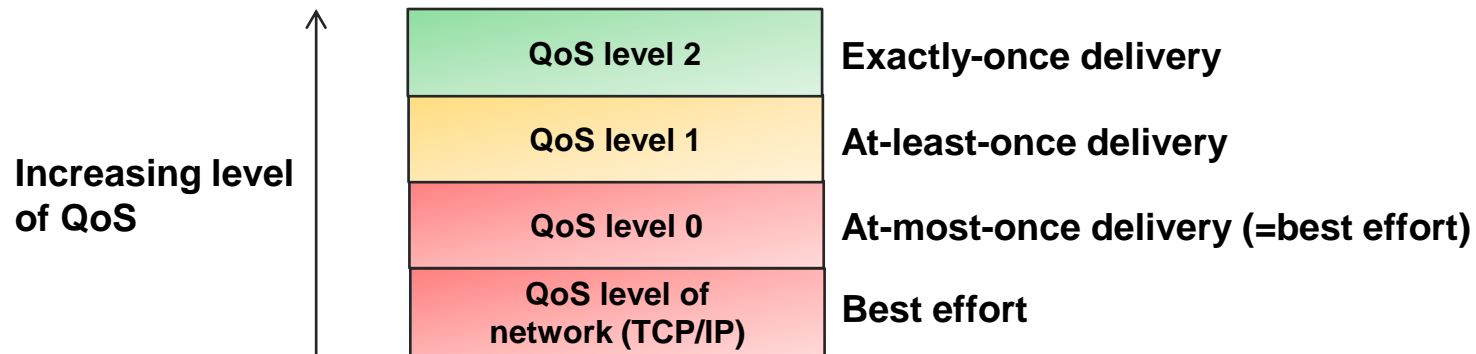 QoS level 2
Exactly-once delivery
QoS level 1
At-least-once delivery
Increasing level
of QoS
QoS level 0
At-most-once delivery (=best effort)
QoS level of
network (TCP/IP)
Best effort